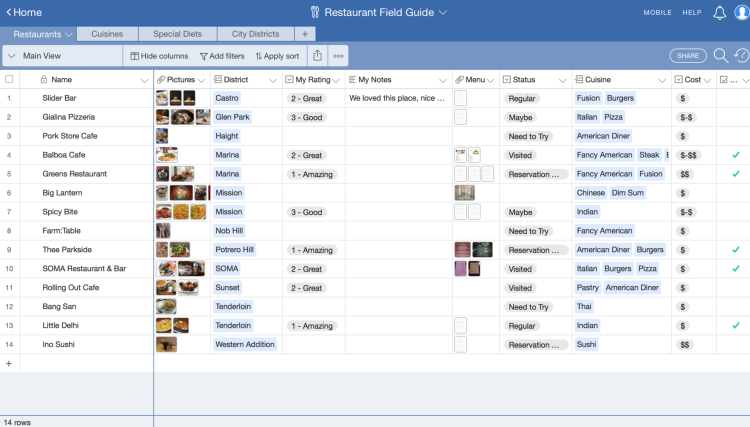 Home Restaurant Field Guide MOBILE HELP
Restaurants Cuisines Special Diets City Districts +
Main View Hide columns Add filters Apply sort SHARE
Name Pictures District My Rating My Notes Menu Status Cuisine Cost ...
1 Slider Bar Castro 2 - Great We loved this place, nice ... Regular Fusion Burgers $
2 Gialina Pizzeria Glen Park 3 - Good Maybe Italian Pizza $-$
3 Pork Store Cafe Haight Need to Try American Diner $
4 Balboa Cafe Marina 2 - Great Visited Fancy American Steak $-$$
5 Greens Restaurant Marina 1 - Amazing Reservation ... Fancy American Fusion $$
6 Big Lantern Mission Chinese Dim Sum $
7 Spicy Bite Mission 3 - Good Maybe Indian $-$
8 Farm:Table Nob Hill Need to Try Fancy American $
9 Thee Parkside Potrero Hill 1 - Amazing Reservation ... American Diner Burgers $
10 SOMA Restaurant & Bar SOMA 2 - Great Visited Italian Burgers Pizza $
11 Rolling Out Cafe Sunset 2 - Great Visited Pastry American Diner $
12 Bang San Tenderloin Need to Try Thai $
13 Little Delhi Tenderloin 1 - Amazing Regular Indian $
14 Ino Sushi Western Addition Reservation ... Sushi $$
+
14 rows